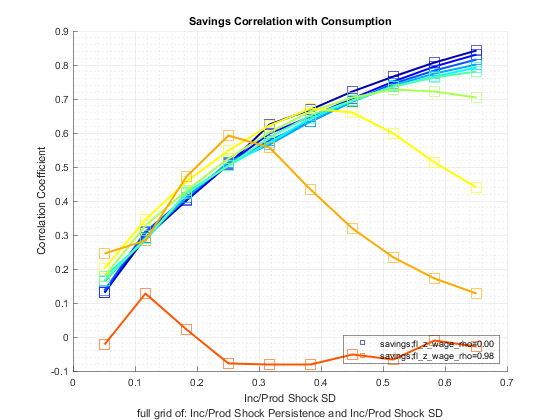 Savings Correlation with Consumption
0.9
0.8
0.7
0.6
0.5
0.4
0.3
0.2
0.1
0
-0.1
Correlation Coefficient
savings;fl_z_wage_rho=0.00
savings;fl_z_wage_rho=0.98
0 0.1 0.2 0.3 0.4 0.5 0.6 0.7
Inc/Prod Shock SD
full grid of: Inc/Prod Shock Persistence and Inc/Prod Shock SD